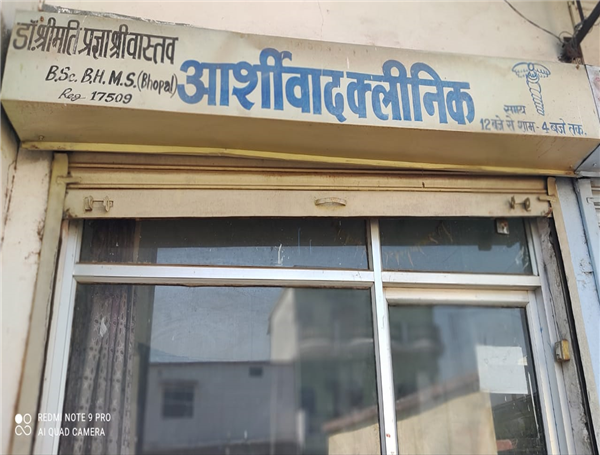 डॉ.श्रीमति प्रज्ञाश्रीवास्तव
B.Sc. B.H.M.S.(Bhopal)
Reg. 17509
आर्शीवाद क्लीनिक
समय
12 बजे से शाम-4 बजे तक.
REDMI NOTE 9 PRO
AI QUAD CAMERA